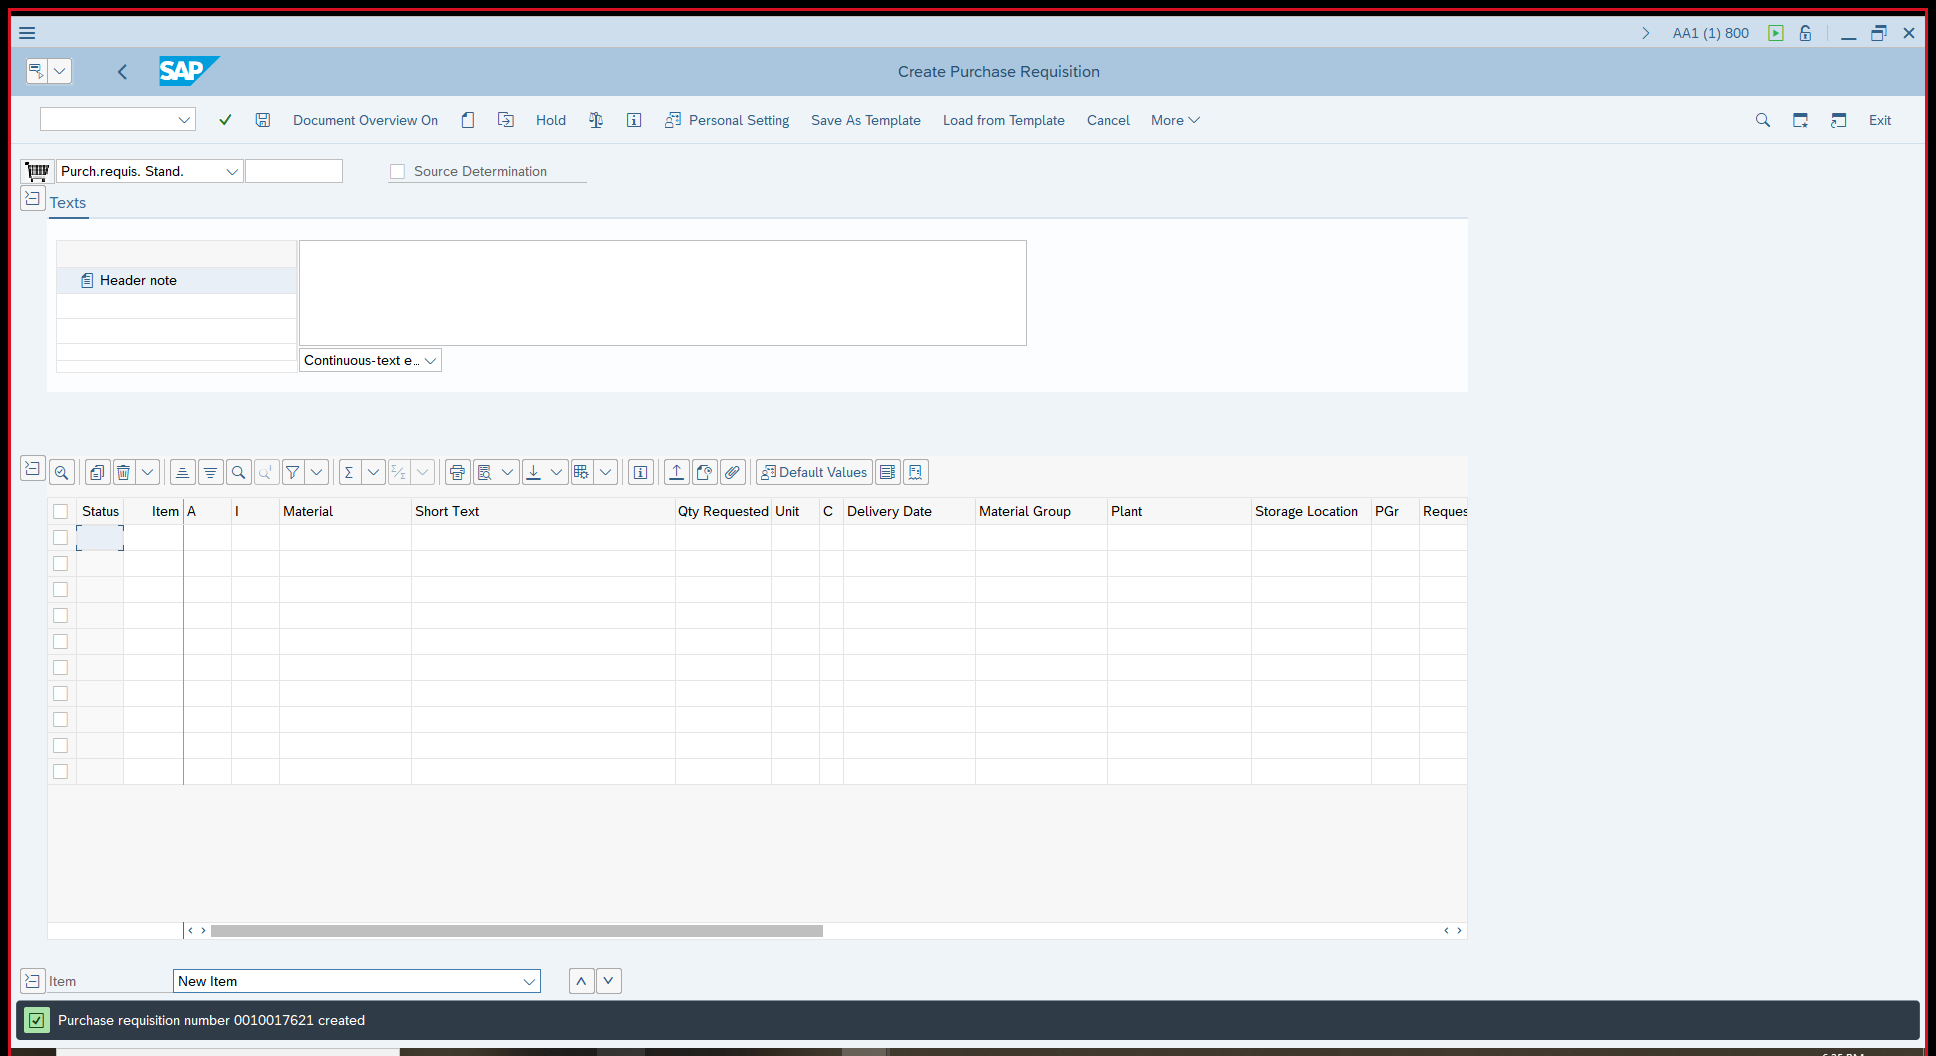 AA1 (1) 800
SAP
Create Purchase Requisition
Document Overview On Hold Personal Setting Save As Template Load from Template Cancel More Exit
Purch.requis. Stand. Source Determination
Texts
Header note
Continuous-text e...
Default Values
Status Item A I Material Short Text Qty Requested Unit C Delivery Date Material Group Plant Storage Location PGr Reques
Item New Item
Purchase requisition number 0010017621 created